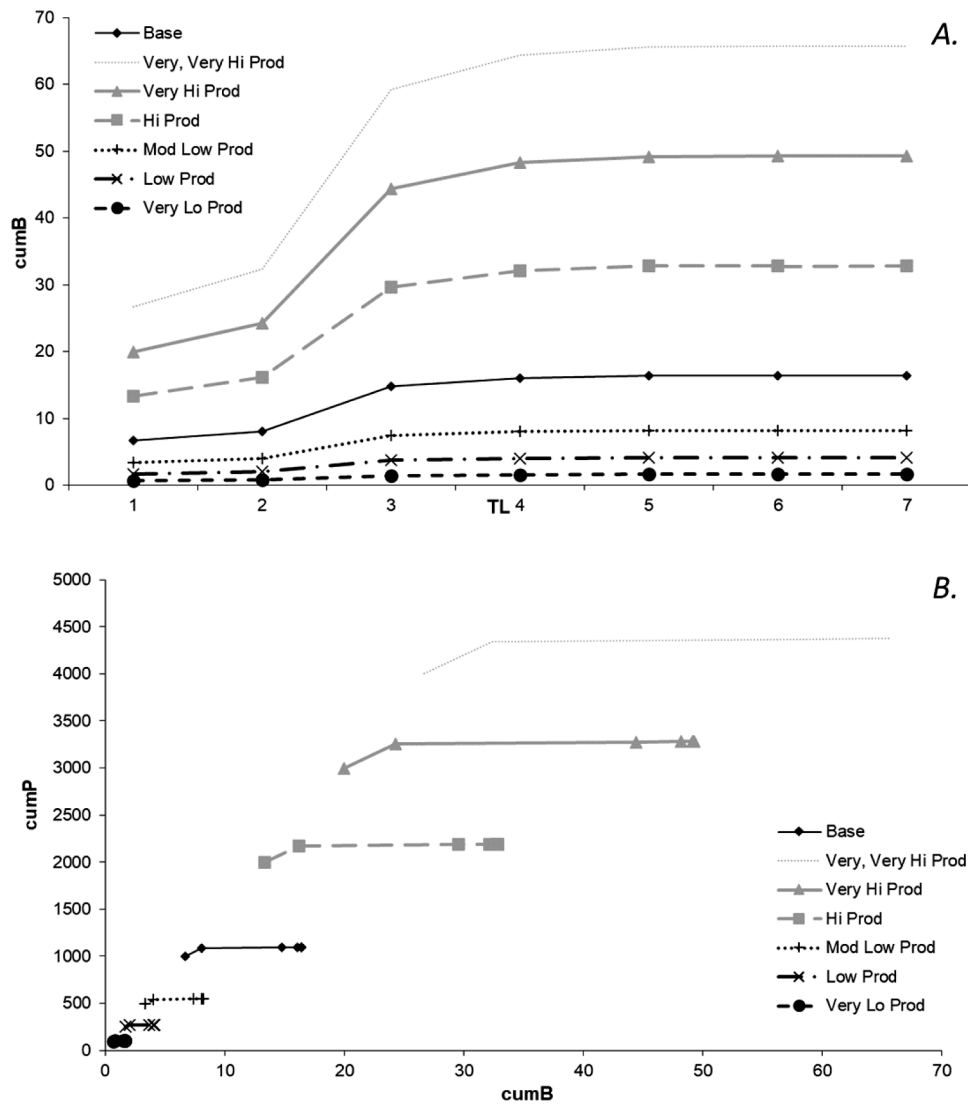 A.
70
60
50
40
30
20
10
0
cumB
Base
Very, Very Hi Prod
Very Hi Prod
Hi Prod
Mod Low Prod
Low Prod
Very Lo Prod
1 2 3 TL 4 5 6 7
B.
5000
4500
4000
3500
3000
2500
2000
1500
1000
500
0
cumP
Base
Very, Very Hi Prod
Very Hi Prod
Hi Prod
Mod Low Prod
Low Prod
Very Lo Prod
0 10 20 30 40 50 60 70
cumB